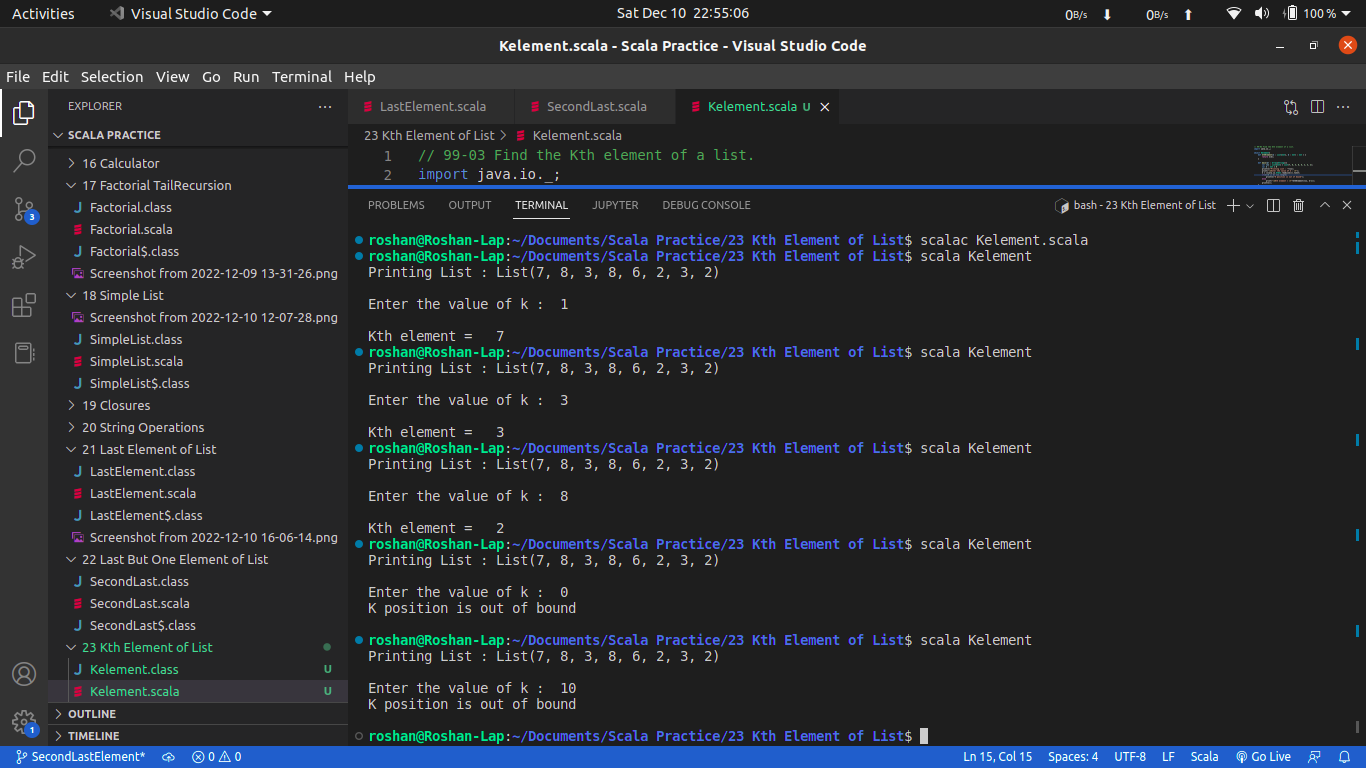 Activities Visual Studio Code Sat Dec 10 22:55:06 0B/s 0B/s 100 %
Kelement.scala - Scala Practice - Visual Studio Code
File Edit Selection View Go Run Terminal Help
EXPLORER
SCALA PRACTICE
16 Calculator
17 Factorial TailRecursion
Factorial.class
Factorial.scala
Factorial$.class
Screenshot from 2022-12-09 13-31-26.png
18 Simple List
Screenshot from 2022-12-10 12-07-28.png
SimpleList.class
SimpleList.scala
SimpleList$.class
19 Closures
20 String Operations
21 Last Element of List
LastElement.class
LastElement.scala
LastElement$.class
Screenshot from 2022-12-10 16-06-14.png
22 Last But One Element of List
SecondLast.class
SecondLast.scala
SecondLast$.class
23 Kth Element of List
Kelement.class U
Kelement.scala U
OUTLINE
TIMELINE
3
1
LastElement.scala SecondLast.scala Kelement.scala U
23 Kth Element of List > Kelement.scala
1 // 99-03 Find the Kth element of a list.
2 import java.io._;
PROBLEMS OUTPUT TERMINAL JUPYTER DEBUG CONSOLE bash - 23 Kth Element of List
roshan@Roshan-Lap:~/Documents/Scala Practice/23 Kth Element of List$ scalac Kelement.scala
roshan@Roshan-Lap:~/Documents/Scala Practice/23 Kth Element of List$ scala Kelement
Printing List : List(7, 8, 3, 8, 6, 2, 3, 2)
Enter the value of k :  1
Kth element =   7
roshan@Roshan-Lap:~/Documents/Scala Practice/23 Kth Element of List$ scala Kelement
Printing List : List(7, 8, 3, 8, 6, 2, 3, 2)
Enter the value of k :  3
Kth element =   3
roshan@Roshan-Lap:~/Documents/Scala Practice/23 Kth Element of List$ scala Kelement
Printing List : List(7, 8, 3, 8, 6, 2, 3, 2)
Enter the value of k :  8
Kth element =   2
roshan@Roshan-Lap:~/Documents/Scala Practice/23 Kth Element of List$ scala Kelement
Printing List : List(7, 8, 3, 8, 6, 2, 3, 2)
Enter the value of k :  0
K position is out of bound
roshan@Roshan-Lap:~/Documents/Scala Practice/23 Kth Element of List$ scala Kelement
Printing List : List(7, 8, 3, 8, 6, 2, 3, 2)
Enter the value of k :  10
K position is out of bound
roshan@Roshan-Lap:~/Documents/Scala Practice/23 Kth Element of List$
SecondLastElement* 0 0 Ln 15, Col 15 Spaces: 4 UTF-8 LF Scala Go Live